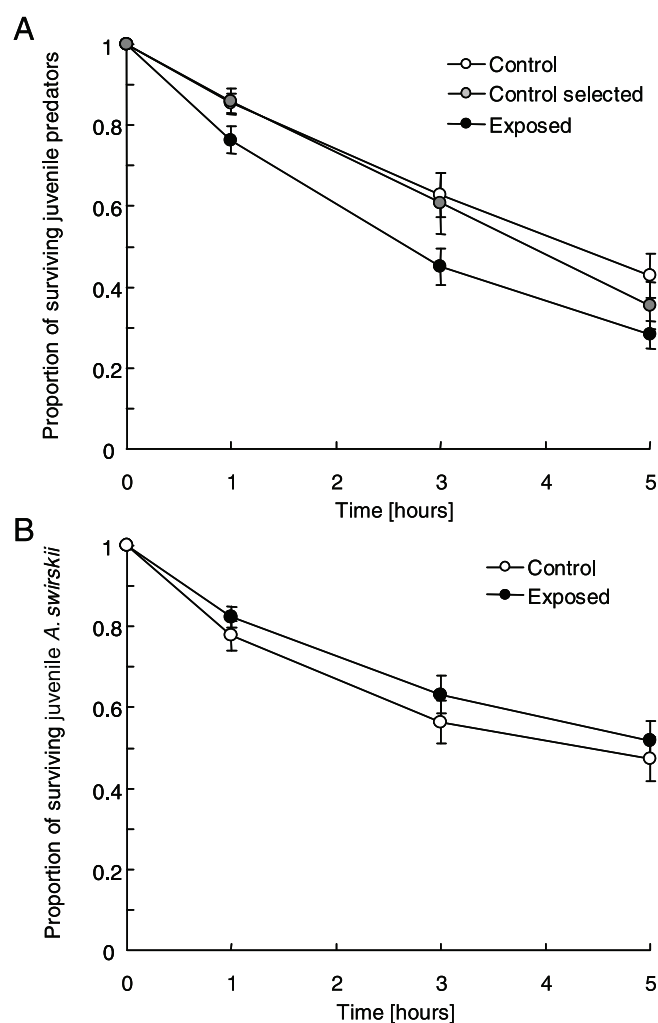 A
Proportion of surviving juvenile predators
1
0.8
0.6
0.4
0.2
0
Control
Control selected
Exposed
0 1 2 3 4 5
Time [hours]
B
Proportion of surviving juvenile A. swirskii
1
0.8
0.6
0.4
0.2
0
Control
Exposed
0 1 2 3 4 5
Time [hours]